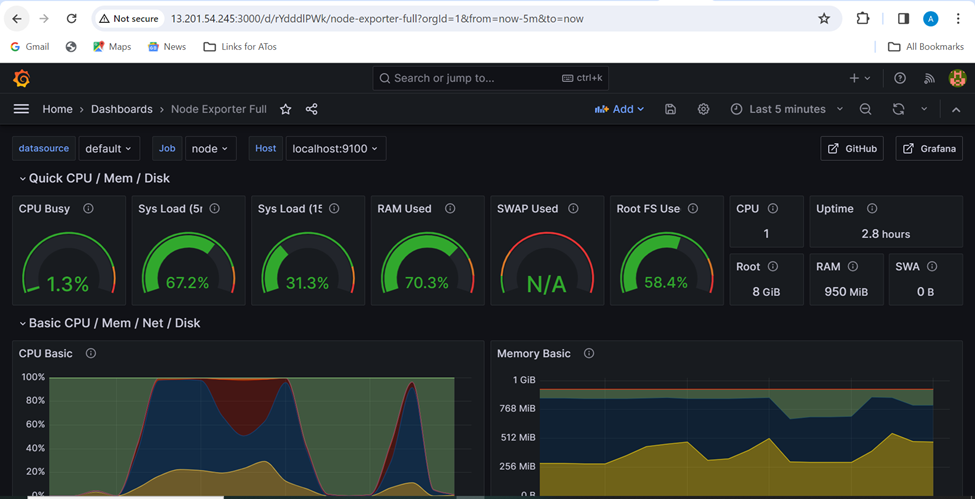 Not secure 13.201.54.245:3000/d/rYdddlPWk/node-exporter-full?orgId=1&from=now-5m&to=now A
Gmail Maps News Links for ATos All Bookmarks
Search or jump to... ctrl+k
Home > Dashboards > Node Exporter Full Add Last 5 minutes
datasource default Job node Host localhost:9100 GitHub Grafana
Quick CPU / Mem / Disk
CPU Busy Sys Load (5r Sys Load (15 RAM Used SWAP Used Root FS Use CPU Uptime
1 2.8 hours
1.3% 67.2% 31.3% 70.3% N/A 58.4%
Root RAM SWA
8 GiB 950 MiB 0 B
Basic CPU / Mem / Net / Disk
CPU Basic
100%
80%
60%
40%
20%
0%
Memory Basic
1 GiB
768 MiB
512 MiB
256 MiB
0 B